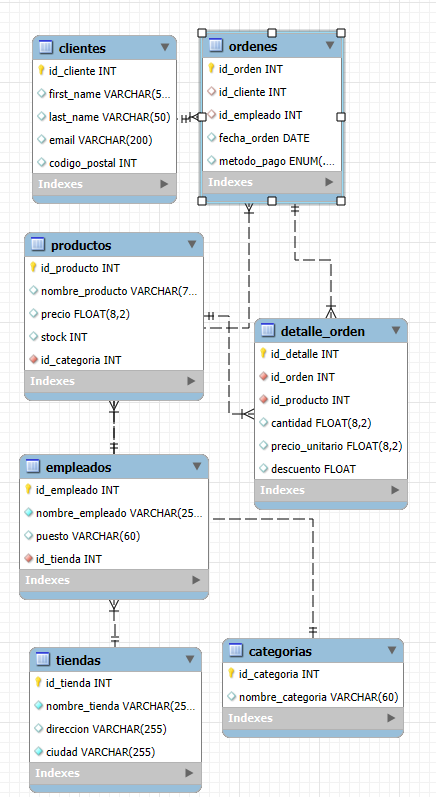 clientes
id_cliente INT
first_name VARCHAR(5...
last_name VARCHAR(50)
email VARCHAR(200)
codigo_postal INT
Indexes
ordenes
id_orden INT
id_cliente INT
id_empleado INT
fecha_orden DATE
metodo_pago ENUM(....
Indexes
productos
id_producto INT
nombre_producto VARCHAR(7...
precio FLOAT(8,2)
stock INT
id_categoria INT
Indexes
detalle_orden
id_detalle INT
id_orden INT
id_producto INT
cantidad FLOAT(8,2)
precio_unitario FLOAT(8,2)
descuento FLOAT
Indexes
empleados
id_empleado INT
nombre_empleado VARCHAR(25...
puesto VARCHAR(60)
id_tienda INT
Indexes
tiendas
id_tienda INT
nombre_tienda VARCHAR(25...
direccion VARCHAR(255)
ciudad VARCHAR(255)
Indexes
categorias
id_categoria INT
nombre_categoria VARCHAR(60)
Indexes